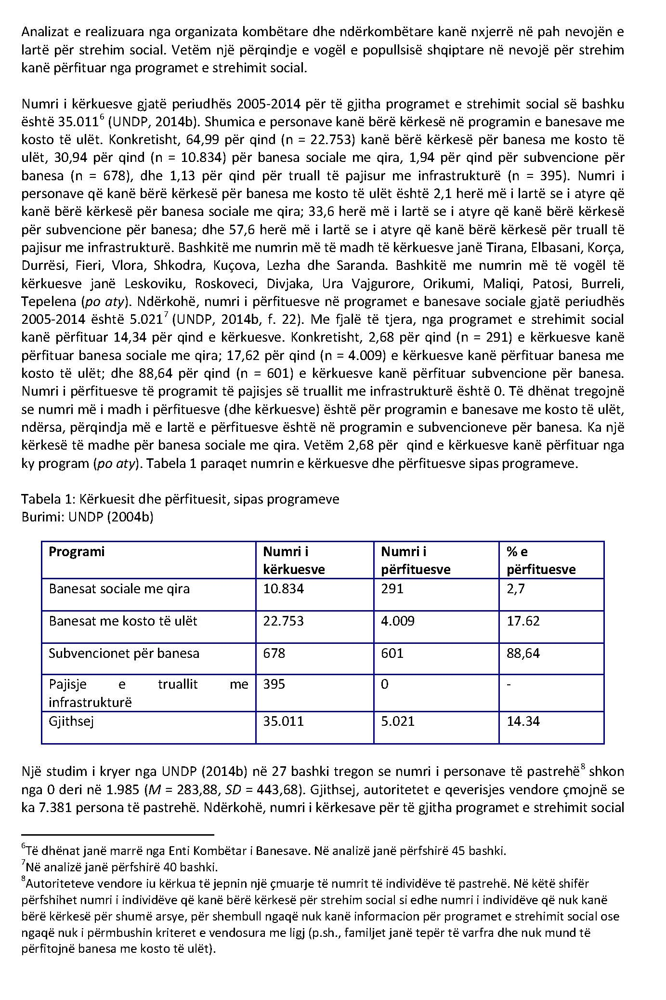 Analizat e realizuara nga organizata kombëtare dhe ndërkombëtare kanë nxjerrë në pah nevojën e
lartë për strehim social. Vetëm një përqindje e vogël e popullsisë shqiptare në nevojë për strehim
kanë përfituar nga programet e strehimit social.
Numri i kërkuesve gjatë periudhës 2005-2014 për të gjitha programet e strehimit social së bashku
është 35.011⁶ (UNDP, 2014b). Shumica e personave kanë bërë kërkesë në programin e banesave me
kosto të ulët. Konkretisht, 64,99 për qind (n = 22.753) kanë bërë kërkesë për banesa me kosto të
ulët, 30,94 për qind (n = 10.834) për banesa sociale me qira, 1,94 për qind për subvencione për
banesa (n = 678), dhe 1,13 për qind për truall të pajisur me infrastrukturë (n = 395). Numri i
personave që kanë bërë kërkesë për banesa me kosto të ulët është 2,1 herë më i lartë se i atyre që
kanë bërë kërkesë për banesa sociale me qira; 33,6 herë më i lartë se i atyre që kanë bërë kërkesë
për subvencione për banesa; dhe 57,6 herë më i lartë se i atyre që kanë bërë kërkesë për truall të
pajisur me infrastrukturë. Bashkitë me numrin më të madh të kërkuesve janë Tirana, Elbasani, Korça,
Durrësi, Fieri, Vlora, Shkodra, Kuçova, Lezha dhe Saranda. Bashkitë me numrin më të vogël të
kërkuesve janë Leskoviku, Roskoveci, Divjaka, Ura Vajgurore, Orikumi, Maliqi, Patosi, Burreli,
Tepelena (po aty). Ndërkohë, numri i përfituesve në programet e banesave sociale gjatë periudhës
2005-2014 është 5.021⁷ (UNDP, 2014b, f. 22). Me fjalë të tjera, nga programet e strehimit social
kanë përfituar 14,34 për qind e kërkuesve. Konkretisht, 2,68 për qind (n = 291) e kërkuesve kanë
përfituar banesa sociale me qira; 17,62 për qind (n = 4.009) e kërkuesve kanë përfituar banesa me
kosto të ulët; dhe 88,64 për qind (n = 601) e kërkuesve kanë përfituar subvencione për banesa.
Numri i përfituesve të programit të pajisjes së truallit me infrastrukturë është 0. Të dhënat tregojnë
se numri më i madh i përfituesve (dhe kërkuesve) është për programin e banesave me kosto të ulët,
ndërsa, përqindja më e lartë e përfituesve është në programin e subvencioneve për banesa. Ka një
kërkesë të madhe për banesa sociale me qira. Vetëm 2,68 për qind e kërkuesve kanë përfituar nga
ky program (po aty). Tabela 1 paraqet numrin e kërkuesve dhe përfituesve sipas programeve.
Tabela 1: Kërkuesit dhe përfituesit, sipas programeve
Burimi: UNDP (2004b)
Programi Numri i kërkuesve Numri i përfituesve % e përfituesve
Banesat sociale me qira 10.834 291 2,7
Banesat me kosto të ulët 22.753 4.009 17.62
Subvencionet për banesa 678 601 88,64
Pajisje e truallit me infrastrukturë 395 0 -
Gjithsej 35.011 5.021 14.34
Një studim i kryer nga UNDP (2014b) në 27 bashki tregon se numri i personave të pastrehë⁸ shkon
nga 0 deri në 1.985 (M = 283,88, SD = 443,68). Gjithsej, autoritetet e qeverisjes vendore çmojnë se
ka 7.381 persona të pastrehë. Ndërkohë, numri i kërkesave për të gjitha programet e strehimit social
⁶Të dhënat janë marrë nga Enti Kombëtar i Banesave. Në analizë janë përfshirë 45 bashki.
⁷Në analizë janë përfshirë 40 bashki.
⁸Autoriteteve vendore iu kërkua të jepnin një çmuarje të numrit të individëve të pastrehë. Në këtë shifër
përfshihet numri i individëve që kanë bërë kërkesë për strehim social si edhe numri i individëve që nuk kanë
bërë kërkesë për shumë arsye, për shembull ngaqë nuk kanë informacion për programet e strehimit social ose
ngaqë nuk i përmbushin kriteret e vendosura me ligj (p.sh., familjet janë tepër të varfra dhe nuk mund të
përfitojnë banesa me kosto të ulët).